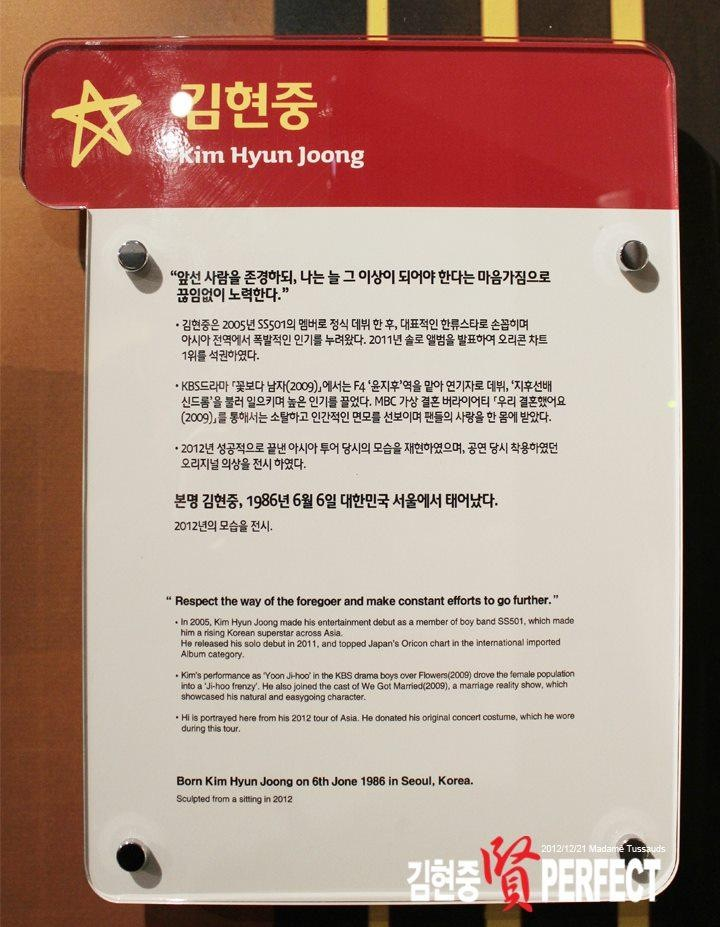 김현중
Kim Hyun Joong
“앞선 사람을 존경하되, 나는 늘 그 이상이 되어야 한다는 마음가짐으로
끊임없이 노력한다.”
• 김현중은 2005년 SS501의 멤버로 정식 데뷔 한 후, 대표적인 한류스타로 손꼽히며
아시아 전역에서 폭발적인 인기를 누려왔다. 2011년 솔로 앨범을 발표하여 오리콘 차트
1위를 석권하였다.
• KBS드라마 「꽃보다 남자(2009)」에서는 F4 ‘윤지후’역을 맡아 연기자로 데뷔, ‘지후선배
신드롬’을 불러 일으키며 높은 인기를 끌었다. MBC 가상 결혼 버라이어티 「우리 결혼했어요
(2009)」를 통해서는 소탈하고 인간적인 면모를 선보이며 팬들의 사랑을 한 몸에 받았다.
• 2012년 성공적으로 끝낸 아시아 투어 당시의 모습을 재현하였으며, 공연 당시 착용하였던
오리지널 의상을 전시 하였다.
본명 김현중, 1986년 6월 6일 대한민국 서울에서 태어났다.
2012년의 모습을 전시.
“ Respect the way of the foregoer and make constant efforts to go further. ”
• In 2005, Kim Hyun Joong made his entertainment debut as a member of boy band SS501, which made
him a rising Korean superstar across Asia.
He released his solo debut in 2011, and topped Japan's Oricon chart in the international imported
Album category.
• Kim's performance as 'Yoon Ji-hoo' in the KBS drama boys over Flowers(2009) drove the female population
into a 'Ji-hoo frenzy'. He also joined the cast of We Got Married(2009), a marriage reality show, which
showcased his natural and easygoing character.
• Hi is portrayed here from his 2012 tour of Asia. He donated his original concert costume, which he wore
during this tour.
Born Kim Hyun Joong on 6th Jone 1986 in Seoul, Korea.
Sculpted from a sitting in 2012
2012/12/21 Madame Tussauds
김현중 賢 PERFECT